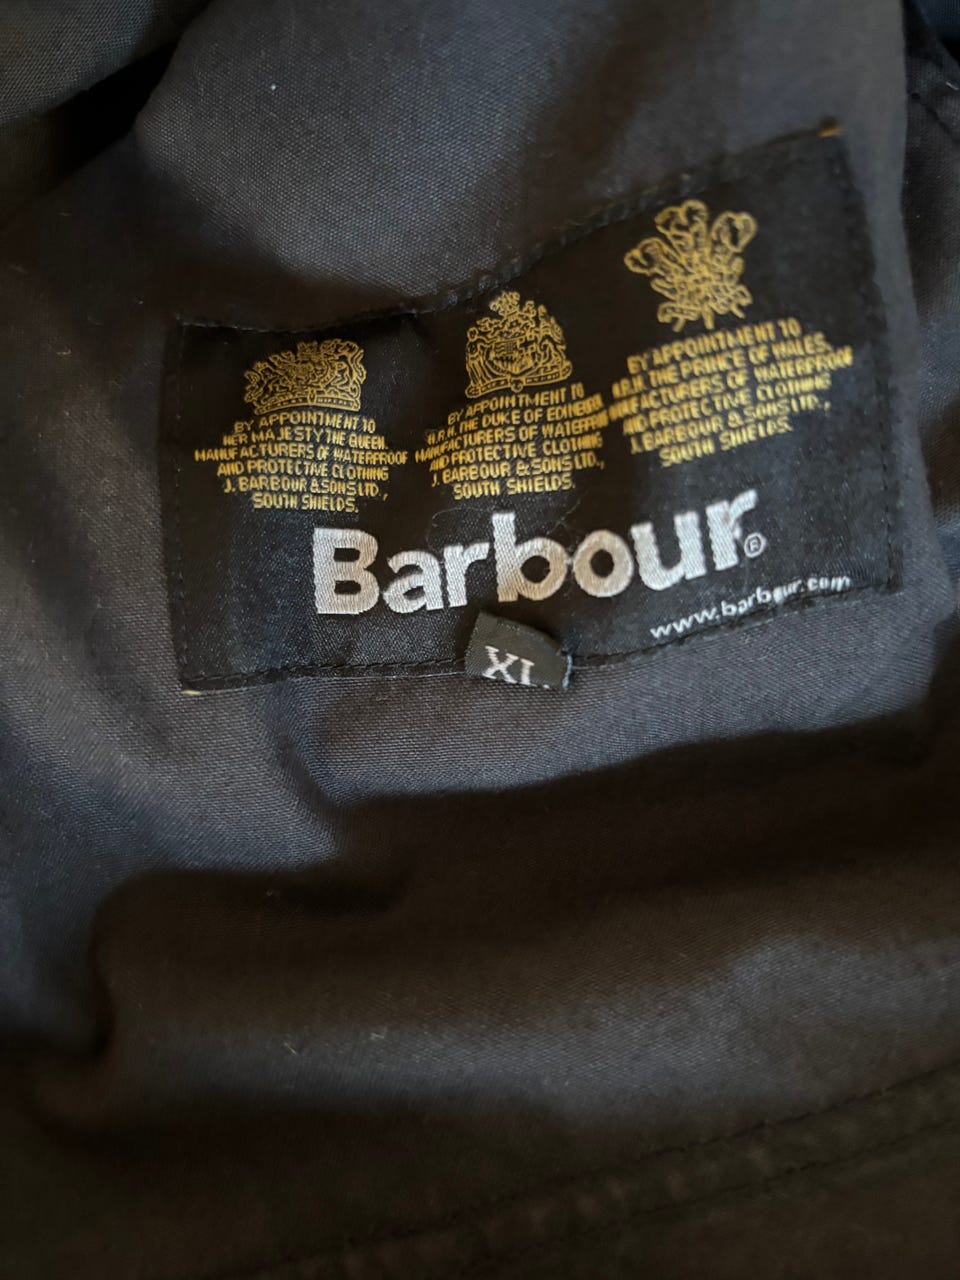 BY APPOINTMENT TO
HER MAJESTY THE QUEEN.
MANUFACTURERS OF WATERPROOF
AND PROTECTIVE CLOTHING
J. BARBOUR & SONS LTD.,
SOUTH SHIELDS.
BY APPOINTMENT TO
H.R.H. THE DUKE OF EDINBURGH
MANUFACTURERS OF WATERPROOF
AND PROTECTIVE CLOTHING
J. BARBOUR & SONS LTD.,
SOUTH SHIELDS.
BY APPOINTMENT TO
H.R.H. THE PRINCE OF WALES.
MANUFACTURERS OF WATERPROOF
AND PROTECTIVE CLOTHING
J. BARBOUR & SONS LTD.,
SOUTH SHIELDS.
Barbour®
www.barbour.com
XL